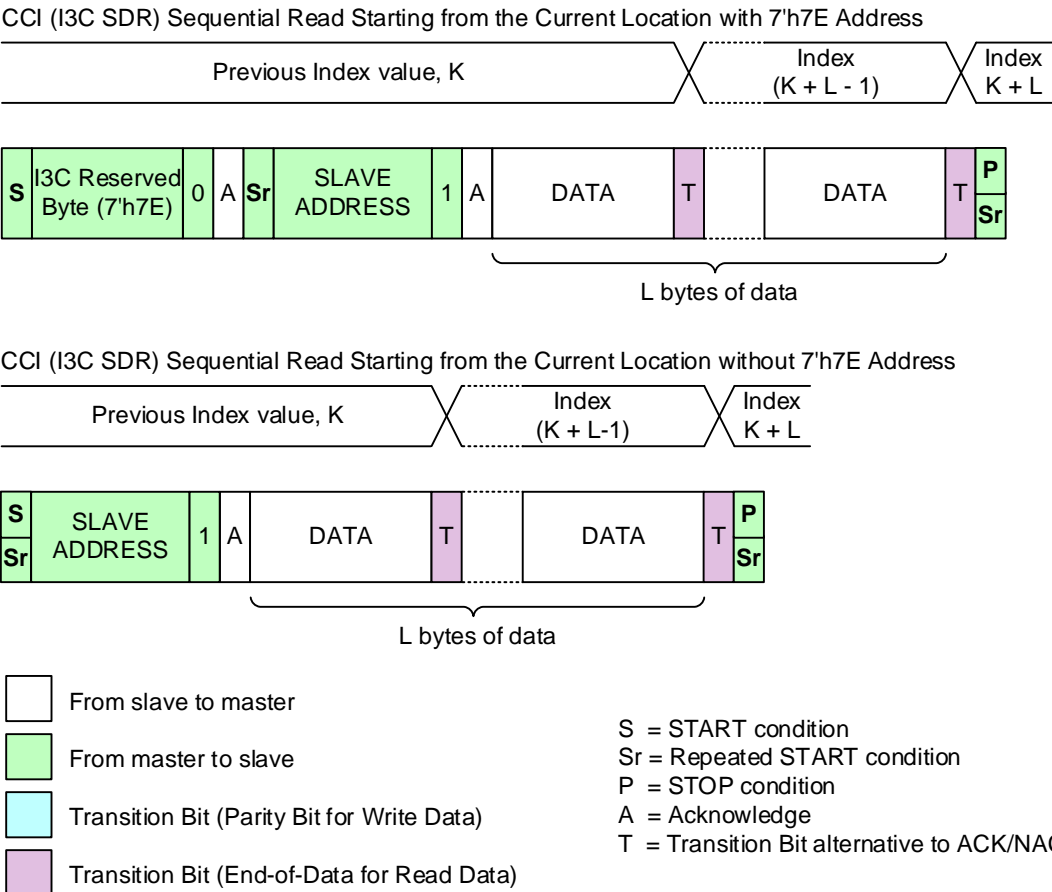 CCI (I3C SDR) Sequential Read Starting from the Current Location with 7'h7E Address
Previous Index value, K
Index
(K + L - 1)
Index
K + L
S
I3C Reserved
Byte (7'h7E)
0
A
Sr
SLAVE
ADDRESS
1
A
DATA
T
DATA
T
P
Sr
L bytes of data
CCI (I3C SDR) Sequential Read Starting from the Current Location without 7'h7E Address
Previous Index value, K
Index
(K + L-1)
Index
K + L
S
Sr
SLAVE
ADDRESS
1
A
DATA
T
DATA
T
P
Sr
L bytes of data
From slave to master
From master to slave
Transition Bit (Parity Bit for Write Data)
Transition Bit (End-of-Data for Read Data)
S = START condition
Sr = Repeated START condition
P = STOP condition
A = Acknowledge
T = Transition Bit alternative to